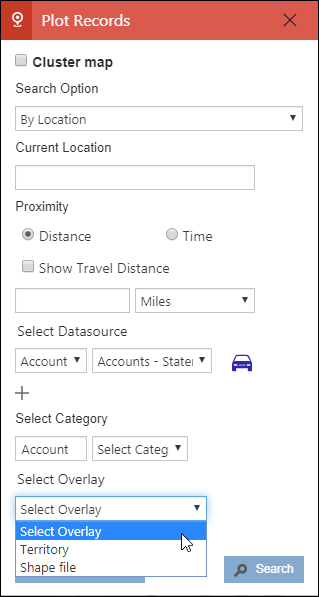 Plot Records
Cluster map
Search Option
By Location
Current Location
Proximity
Distance Time
Show Travel Distance
Miles
Select Datasource
Account Accounts - Stater
Select Category
Account Select Categ
Select Overlay
Select Overlay
Select Overlay
Territory
Shape file
Search